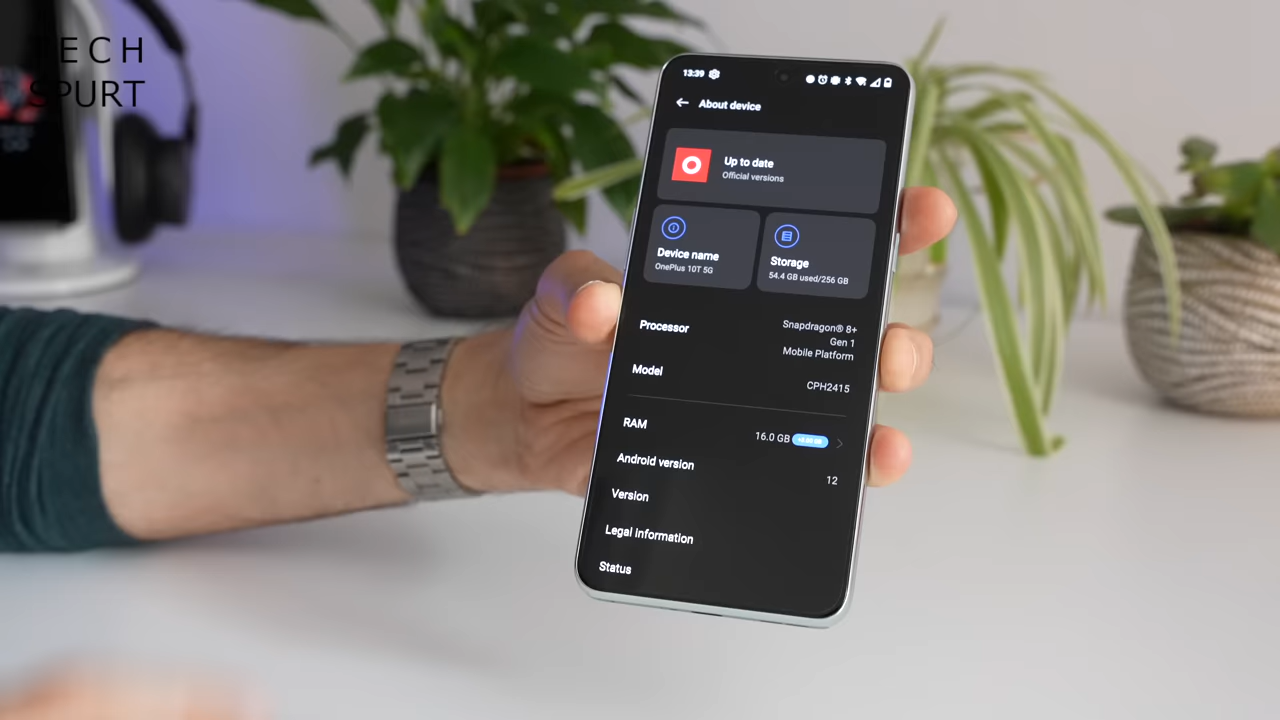 TECH
SPURT
13:39
About device
Up to date
Official versions
Device name
OnePlus 10T 5G
Storage
54.4 GB used/256 GB
Processor
Snapdragon® 8+
Gen 1
Mobile Platform
Model
CPH2415
RAM
16.0 GB
Android version
12
Version
Legal information
Status